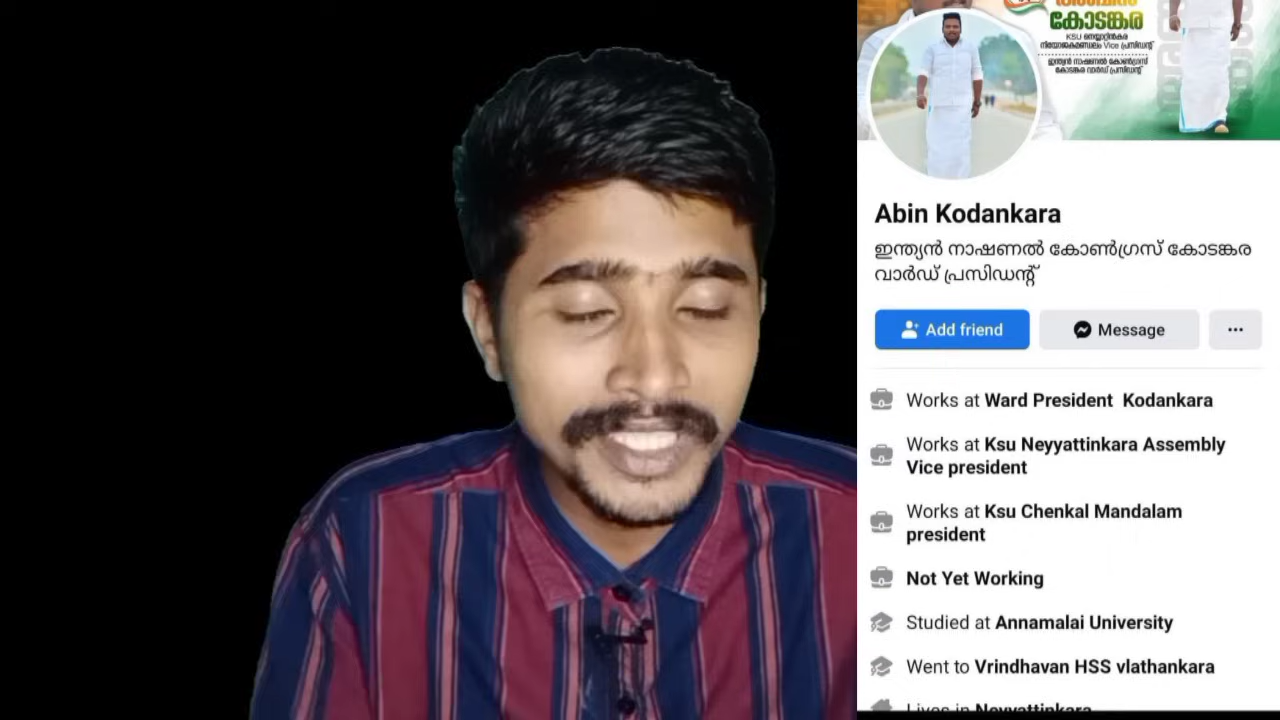 കോടങ്കര
KSU നെയ്യാറ്റിൻകര
നിയോജകമണ്ഡലം Vice പ്രസിഡന്റ്
ഇന്ത്യൻ നാഷണൽ കോൺഗ്രസ്
കോടങ്കര വാർഡ് പ്രസിഡന്റ്
Abin Kodankara
ഇന്ത്യൻ നാഷണൽ കോൺഗ്രസ് കോടങ്കര
വാർഡ് പ്രസിഡന്റ്
Add friend
Message
Works at Ward President Kodankara
Works at Ksu Neyyattinkara Assembly
Vice president
Works at Ksu Chenkal Mandalam
president
Not Yet Working
Studied at Annamalai University
Went to Vrindhavan HSS vlathankara
Lives in Neyyattinkara